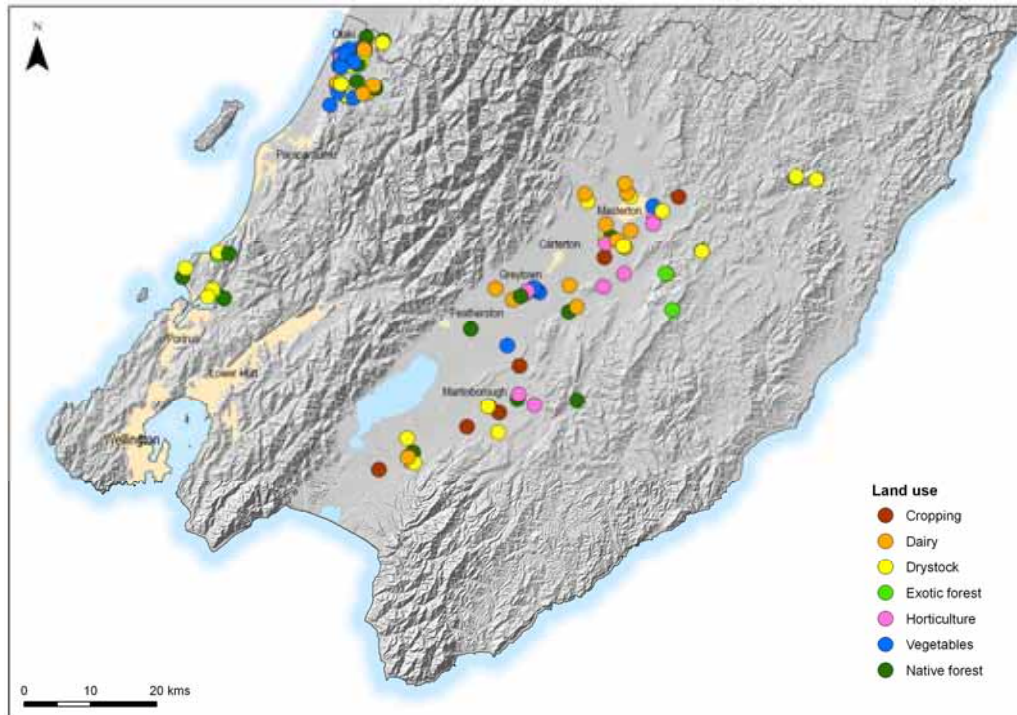 N
Otaki
Paraparaumu
Masterton
Carterton
Greytown
Featherston
Porirua
Lower Hutt
Martinborough
Wellington
Land use
Cropping
Dairy
Drystock
Exotic forest
Horticulture
Vegetables
Native forest
0 10 20 kms